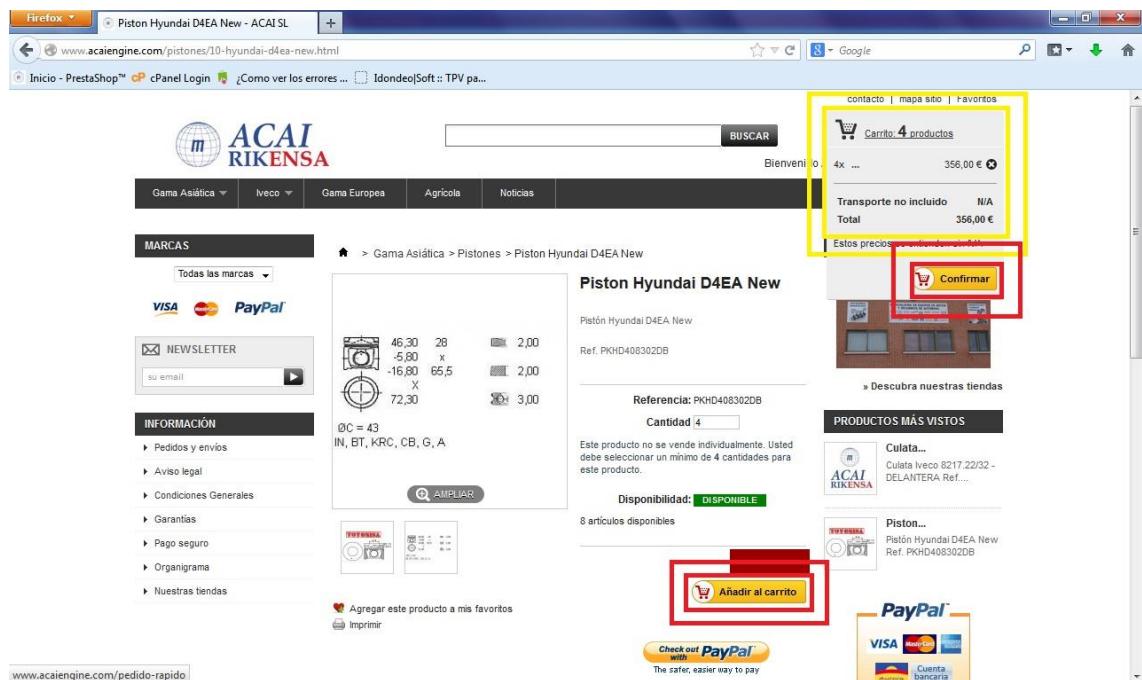 Firefox
Piston Hyundai D4EA New - ACAI SL
www.acaiengine.com/pistones/10-hyundai-d4ea-new.html
Google
Inicio - PrestaShop™
cP cPanel Login
¿Como ver los errores ...
Idondeo|Soft :: TPV pa...
contacto | mapa sitio | Favoritos
m ACAI
RIKENSA
BUSCAR
Bienvenido
Carrito: 4 productos
4x ... 356,00 €
Transporte no incluido N/A
Total 356,00 €
Estos precios se entienden sin IVA
Confirmar
Gama Asiática
Iveco
Gama Europea
Agrícola
Noticias
MARCAS
Todas las marcas
VISA MasterCard PayPal
NEWSLETTER
su email
INFORMACIÓN
Pedidos y envíos
Aviso legal
Condiciones Generales
Garantías
Pago seguro
Organigrama
Nuestras tiendas
> Gama Asiática > Pistones > Piston Hyundai D4EA New
46,30 28 2,00
-5,80 x
-16,80 65,5 2,00
X
72,30 3,00
ØC = 43
IN, BT, KRC, CB, G, A
AMPLIAR
Agregar este producto a mis favoritos
Imprimir
Piston Hyundai D4EA New
Pistón Hyundai D4EA New
Ref. PKHD408302DB
Referencia: PKHD408302DB
Cantidad 4
Este producto no se vende individualmente. Usted
debe seleccionar un mínimo de 4 cantidades para
este producto.
Disponibilidad: DISPONIBLE
8 artículos disponibles
Añadir al carrito
Check out
with PayPal
The safer, easier way to pay
» Descubra nuestras tiendas
PRODUCTOS MÁS VISTOS
m ACAI
RIKENSA
Culata...
Culata Iveco 8217.22/32 -
DELANTERA Ref....
Piston...
Pistón Hyundai D4EA New
Ref. PKHD408302DB
PayPal
VISA MasterCard
Cuenta
bancaria
www.acaiengine.com/pedido-rapido